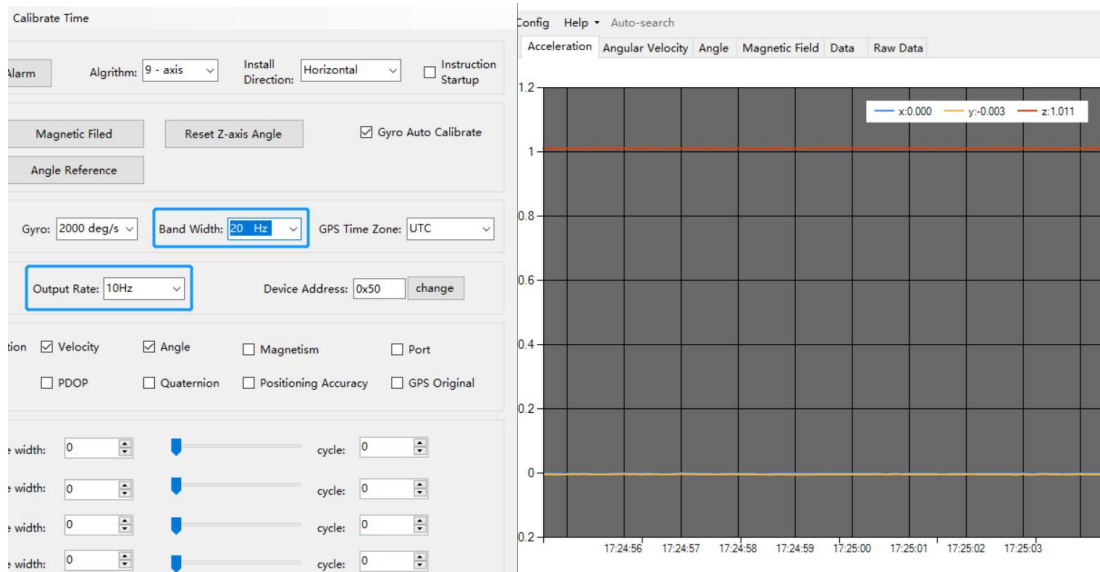 Calibrate Time
Alarm
Algrithm: 9 - axis
Install Direction: Horizontal
Instruction Startup
Magnetic Filed
Reset Z-axis Angle
Gyro Auto Calibrate
Angle Reference
Gyro: 2000 deg/s
Band Width: 20 Hz
GPS Time Zone: UTC
Output Rate: 10Hz
Device Address: 0x50
change
tion
Velocity
Angle
Magnetism
Port
PDOP
Quaternion
Positioning Accuracy
GPS Original
e width: 0
cycle: 0
e width: 0
cycle: 0
e width: 0
cycle: 0
e width: 0
cycle: 0
Config Help Auto-search
Acceleration Angular Velocity Angle Magnetic Field Data Raw Data
x:0.000 y:-0.003 z:1.011
1.2
1
0.8
0.6
0.4
0.2
0
0.2
17:24:56 17:24:57 17:24:58 17:24:59 17:25:00 17:25:01 17:25:02 17:25:03